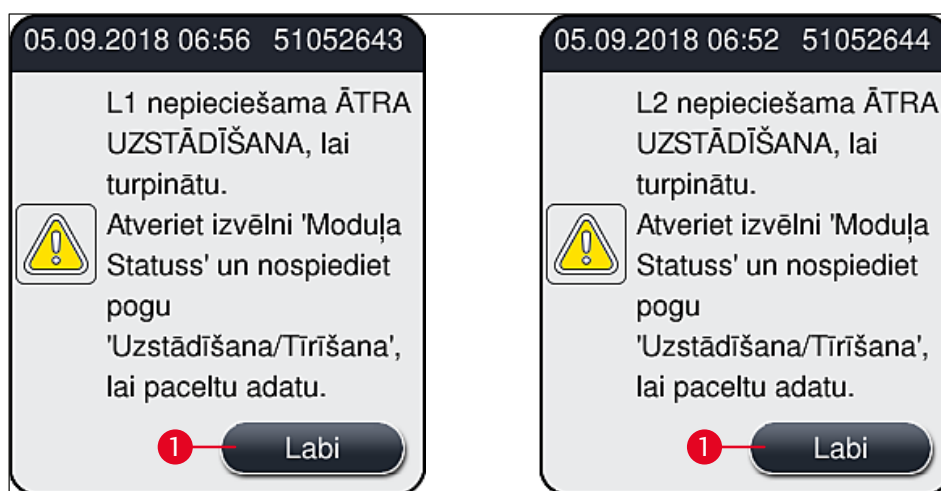 05.09.2018 06:56 51052643
L1 nepieciešama ĀTRA
UZSTĀDĪŠANA, lai
turpinātu.
Atveriet izvēlni 'Moduļa
Statuss' un nospiediet
pogu
'Uzstādīšana/Tīrīšana',
lai paceltu adatu.
1 Labi
05.09.2018 06:52 51052644
L2 nepieciešama ĀTRA
UZSTĀDĪŠANA, lai
turpinātu.
Atveriet izvēlni 'Moduļa
Statuss' un nospiediet
pogu
'Uzstādīšana/Tīrīšana',
lai paceltu adatu.
1 Labi